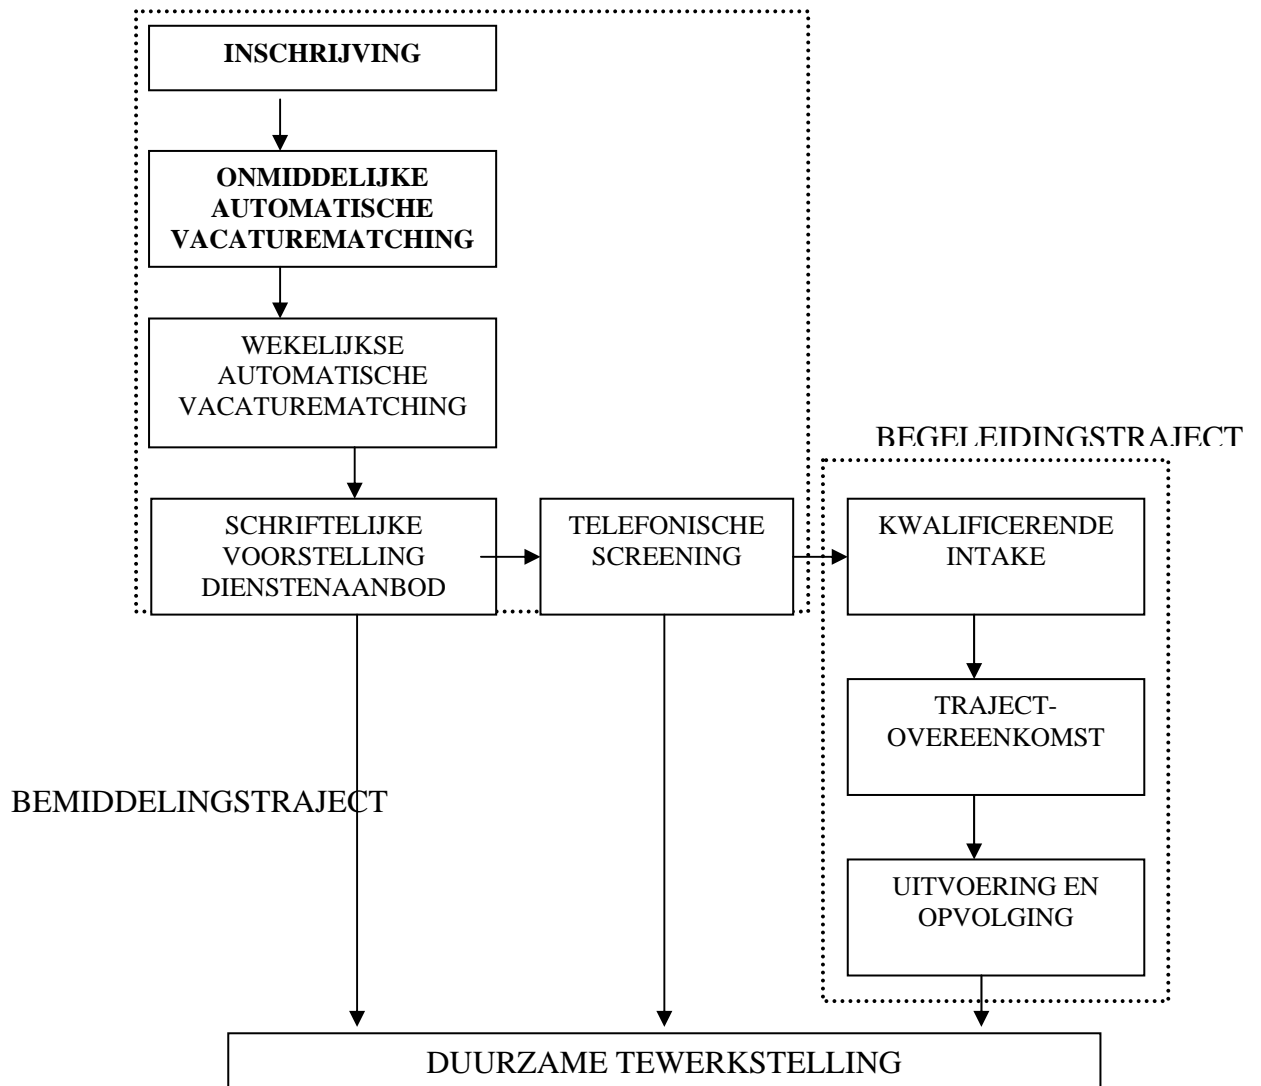 INSCHRIJVING
ONMIDDELIJKE
AUTOMATISCHE
VACATUREMATCHING
WEKELIJKSE
AUTOMATISCHE
VACATUREMATCHING
BEGELEIDINGSTRAJECT
SCHRIFTELIJKE
VOORSTELLING
DIENSTENAANBOD
TELEFONISCHE
SCREENING
KWALIFICERENDE
INTAKE
TRAJECT-
OVEREENKOMST
BEMIDDELINGSTRAJECT
UITVOERING EN
OPVOLGING
DUURZAME TEWERKSTELLING